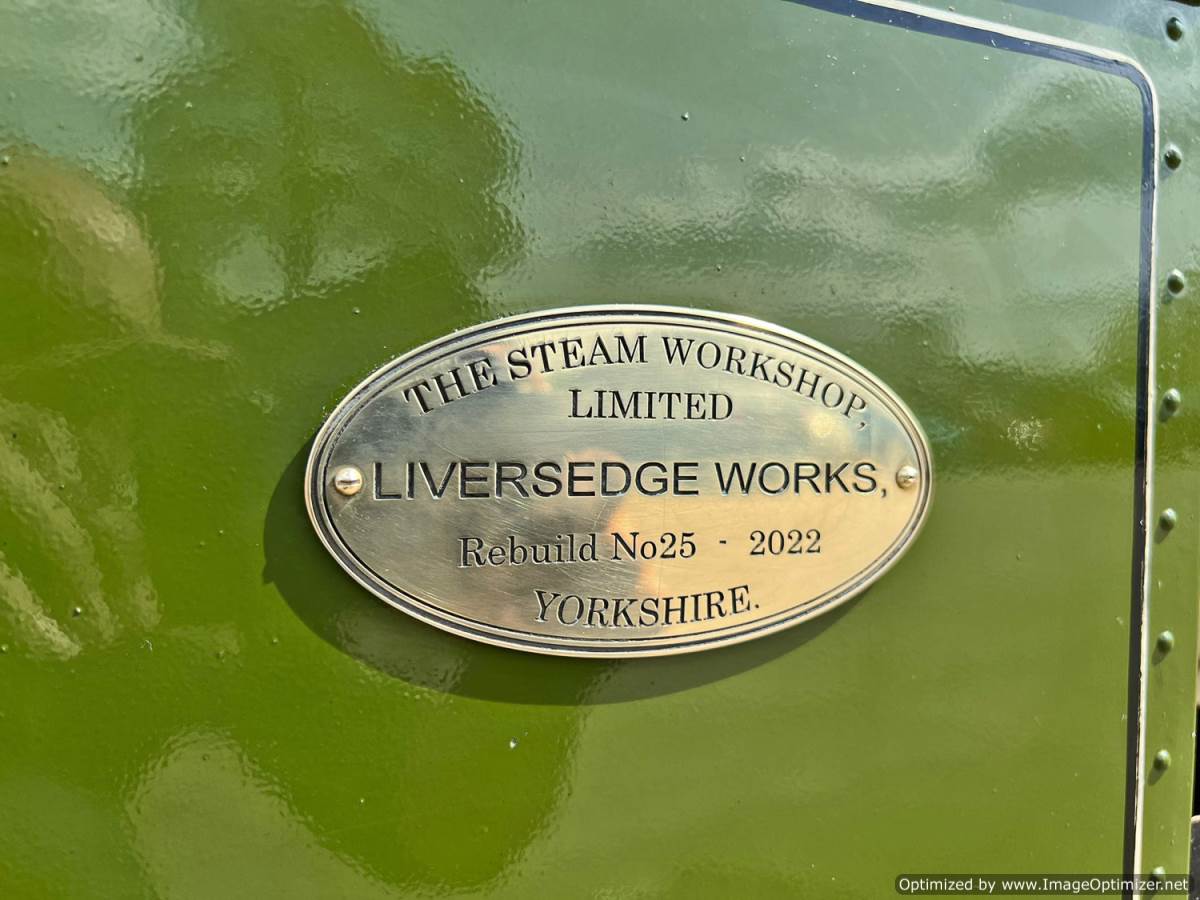 THE STEAM WORKSHOP,
LIMITED
LIVERSEDGE WORKS,
Rebuild No25 - 2022
YORKSHIRE.
Optimized by www.ImageOptimizer.net